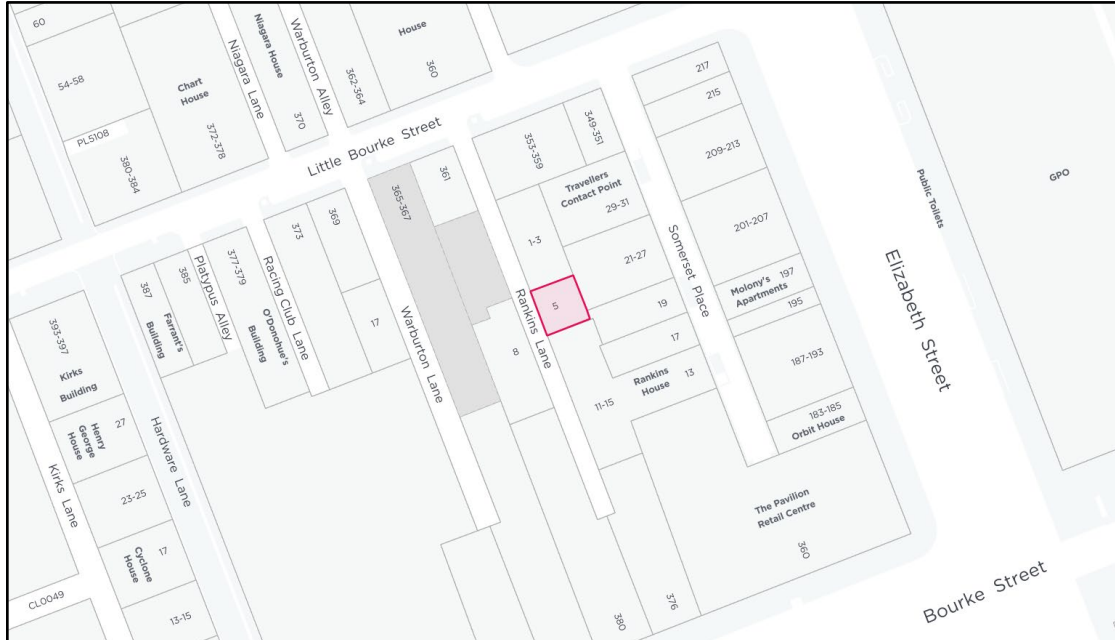 60
54-58
PL5108
380-384
Chart
House
372-378
Niagara Lane
Niagara House
370
Warburton Alley
362-364
House
360
Little Bourke Street
393-397
Kirks
Building
Henry
George
House
27
23-25
Cyclone
House
17
13-15
CL0049
Kirks Lane
Hardware Lane
387
Farrant's
Building
385
Platypus Alley
377-379
O'Donohue's
Building
Racing Club Lane
373
369
17
Warburton Lane
365-367
361
8
Rankins Lane
353-359
349-351
Travellers
Contact Point
29-31
1-3
5
21-27
19
17
Rankins
House
13
11-15
Somerset Place
217
215
209-213
201-207
Molony's
Apartments
197
195
187-193
183-185
Orbit House
The Pavilion
Retail Centre
360
376
380
Public Toilets
GPO
Elizabeth Street
Bourke Street